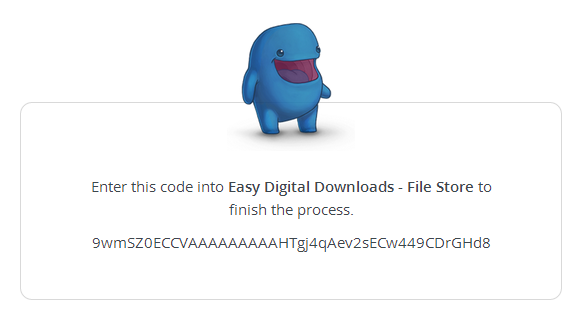 Enter this code into Easy Digital Downloads - File Store to
finish the process.
9wmSZ0ECCVAAAAAAAAAHTgj4qAev2sECw449CDrGHd8